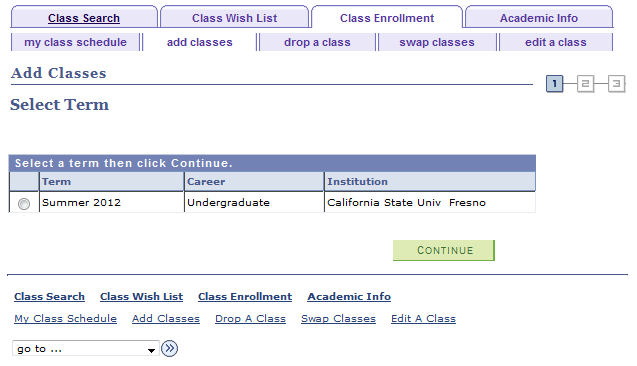 Class Search Class Wish List Class Enrollment Academic Info
my class schedule add classes drop a class swap classes edit a class
Add Classes
1 2 3
Select Term
Select a term then click Continue.
Term Career Institution
Summer 2012 Undergraduate California State Univ Fresno
CONTINUE
Class Search Class Wish List Class Enrollment Academic Info
My Class Schedule Add Classes Drop A Class Swap Classes Edit A Class
go to ...